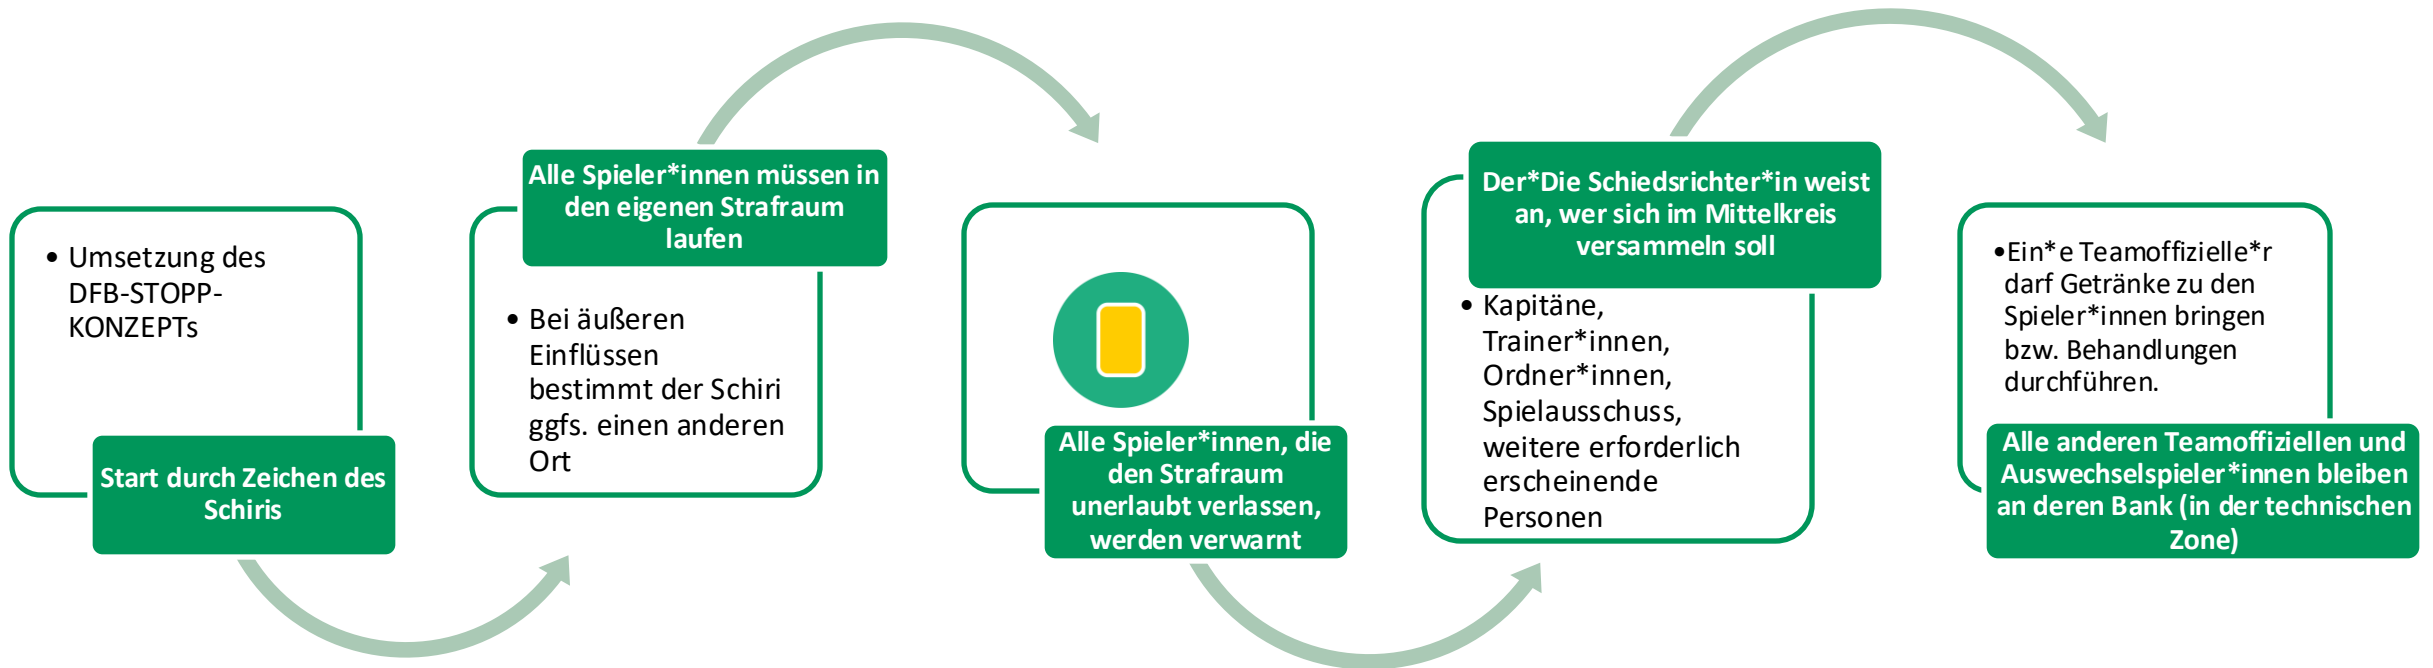 • Umsetzung des
DFB-STOPP-
KONZEPTs
Start durch Zeichen des
Schiris
Alle Spieler*innen müssen in
den eigenen Strafraum
laufen
• Bei äußeren
Einflüssen
bestimmt der Schiri
ggfs. einen anderen
Ort
Alle Spieler*innen, die
den Strafraum
unerlaubt verlassen,
werden verwarnt
Der*Die Schiedsrichter*in weist
an, wer sich im Mittelkreis
versammeln soll
• Kapitäne,
Trainer*innen,
Ordner*innen,
Spielausschuss,
weitere erforderlich
erscheinende
Personen
•Ein*e Teamoffizielle*r
darf Getränke zu den
Spieler*innen bringen
bzw. Behandlungen
durchführen.
Alle anderen Teamoffiziellen und
Auswechselspieler*innen bleiben
an deren Bank (in der technischen
Zone)